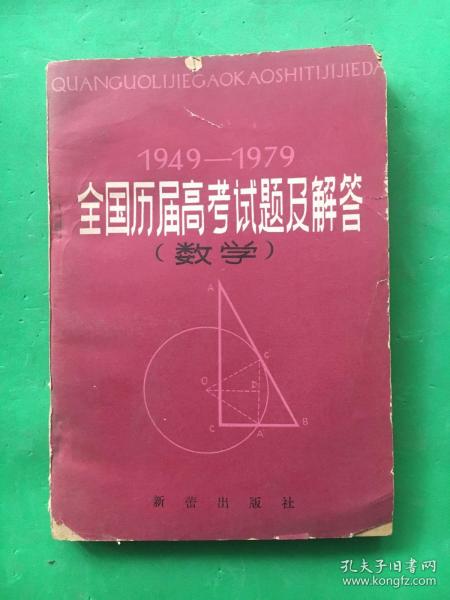 QUANGUOLIJIEGAOKAOSHITIJIJIEDA
1949—1979
全国历届高考试题及解答
（数学）
A
C
O
D
C
A
B
新蕾出版社
孔夫子旧书网
www.kongfz.com